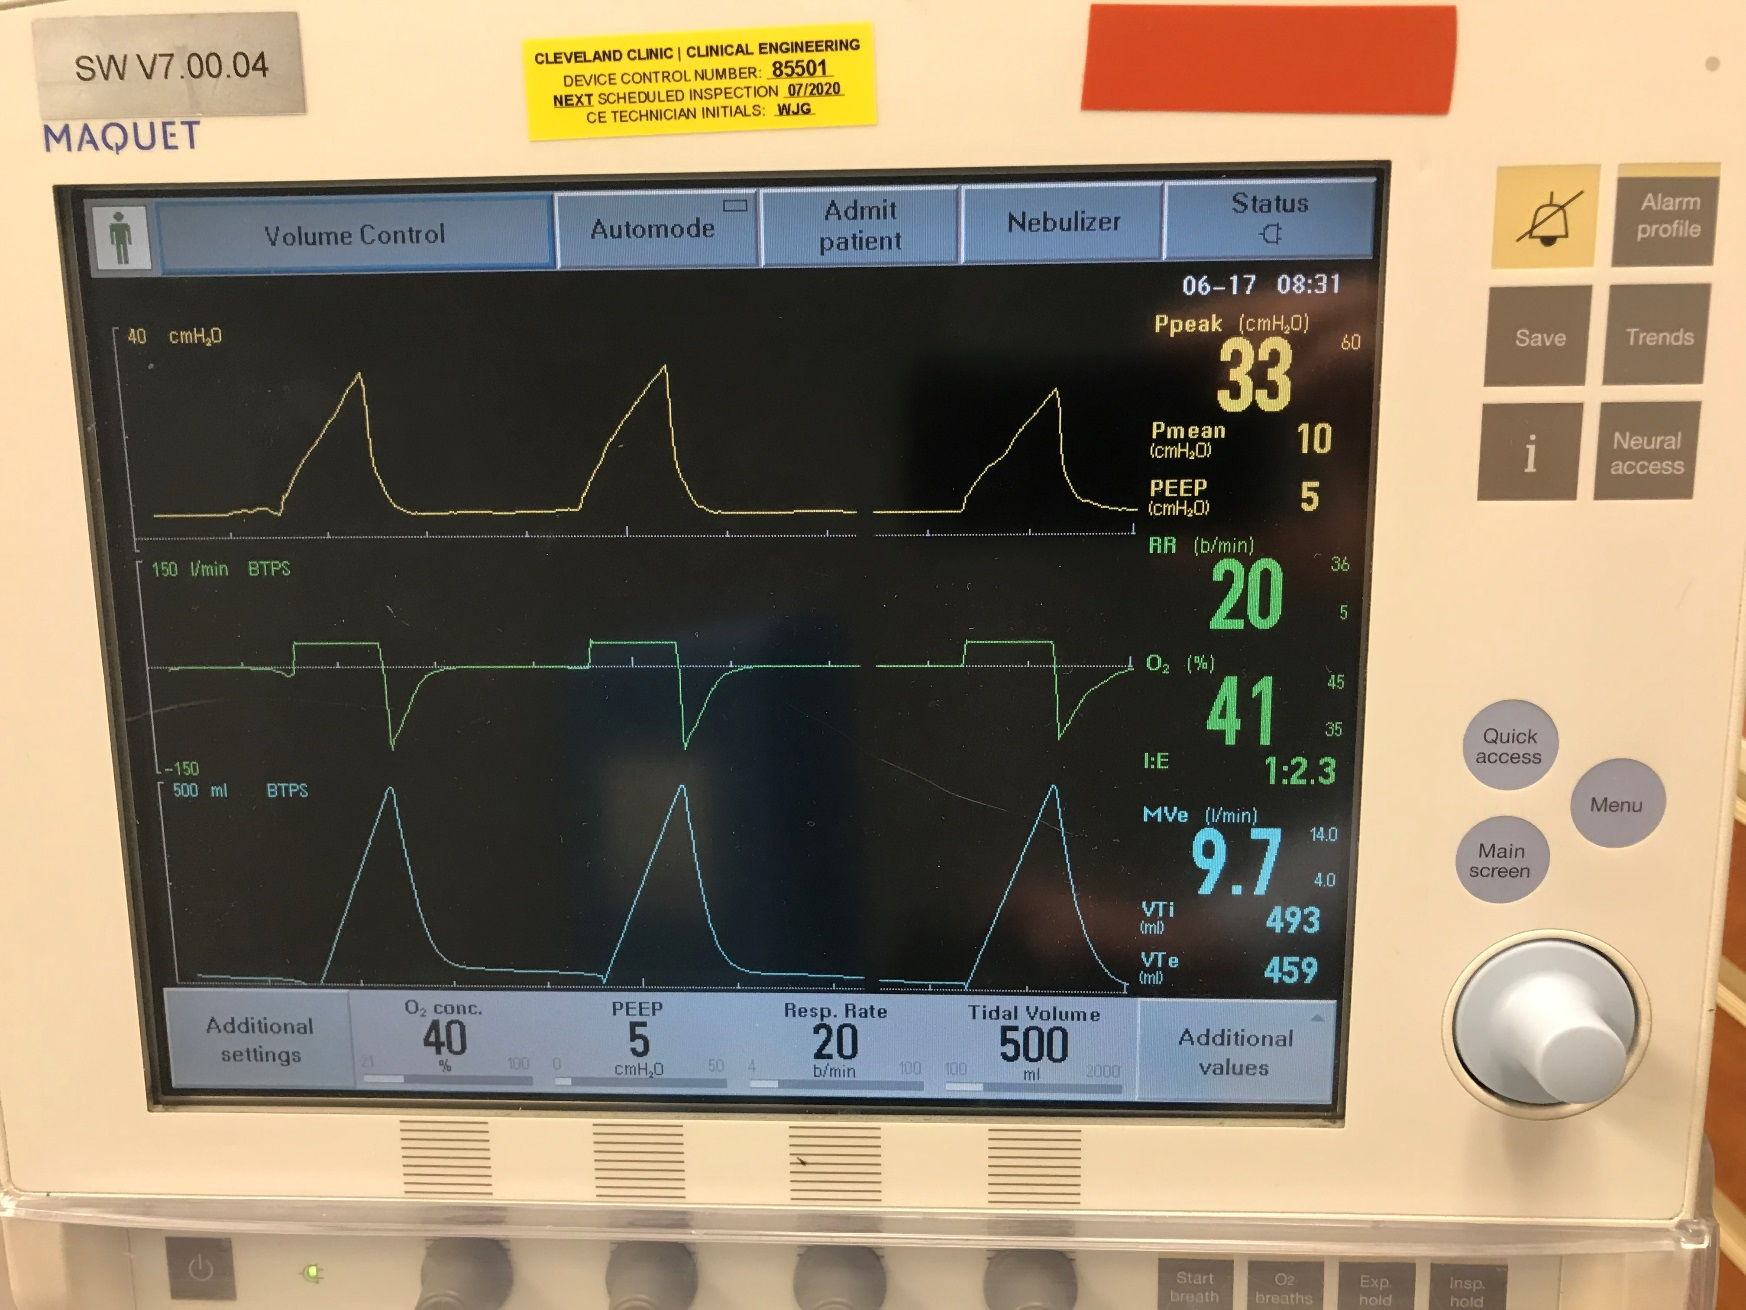 SW V7.00.04
MAQUET
CLEVELAND CLINIC | CLINICAL ENGINEERING
DEVICE CONTROL NUMBER: 85501
NEXT SCHEDULED INSPECTION 07/2020
CE TECHNICIAN INITIALS: WJG
Volume Control
Automode
Admit
patient
Nebulizer
Status
06-17 08:31
40 cmH₂O
Ppeak (cmH₂O)
33
60
Pmean
(cmH₂O)
10
PEEP
(cmH₂O)
5
150 l/min BTPS
-150
RR (b/min)
20
36
5
O₂ (%)
41
45
35
I:E
1:2.3
500 ml BTPS
MVe (l/min)
9.7
14.0
4.0
VTi
(ml)
493
VTe
(ml)
459
Additional
settings
O₂ conc.
40
%
21
100
PEEP
5
cmH₂O
0
50
Resp. Rate
20
b/min
4
100
Tidal Volume
500
ml
100
2000
Additional
values
Alarm
profile
Save
Trends
i
Neural
access
Quick
access
Menu
Main
screen
Start
breath
O₂
breaths
Exp.
hold
Insp.
hold